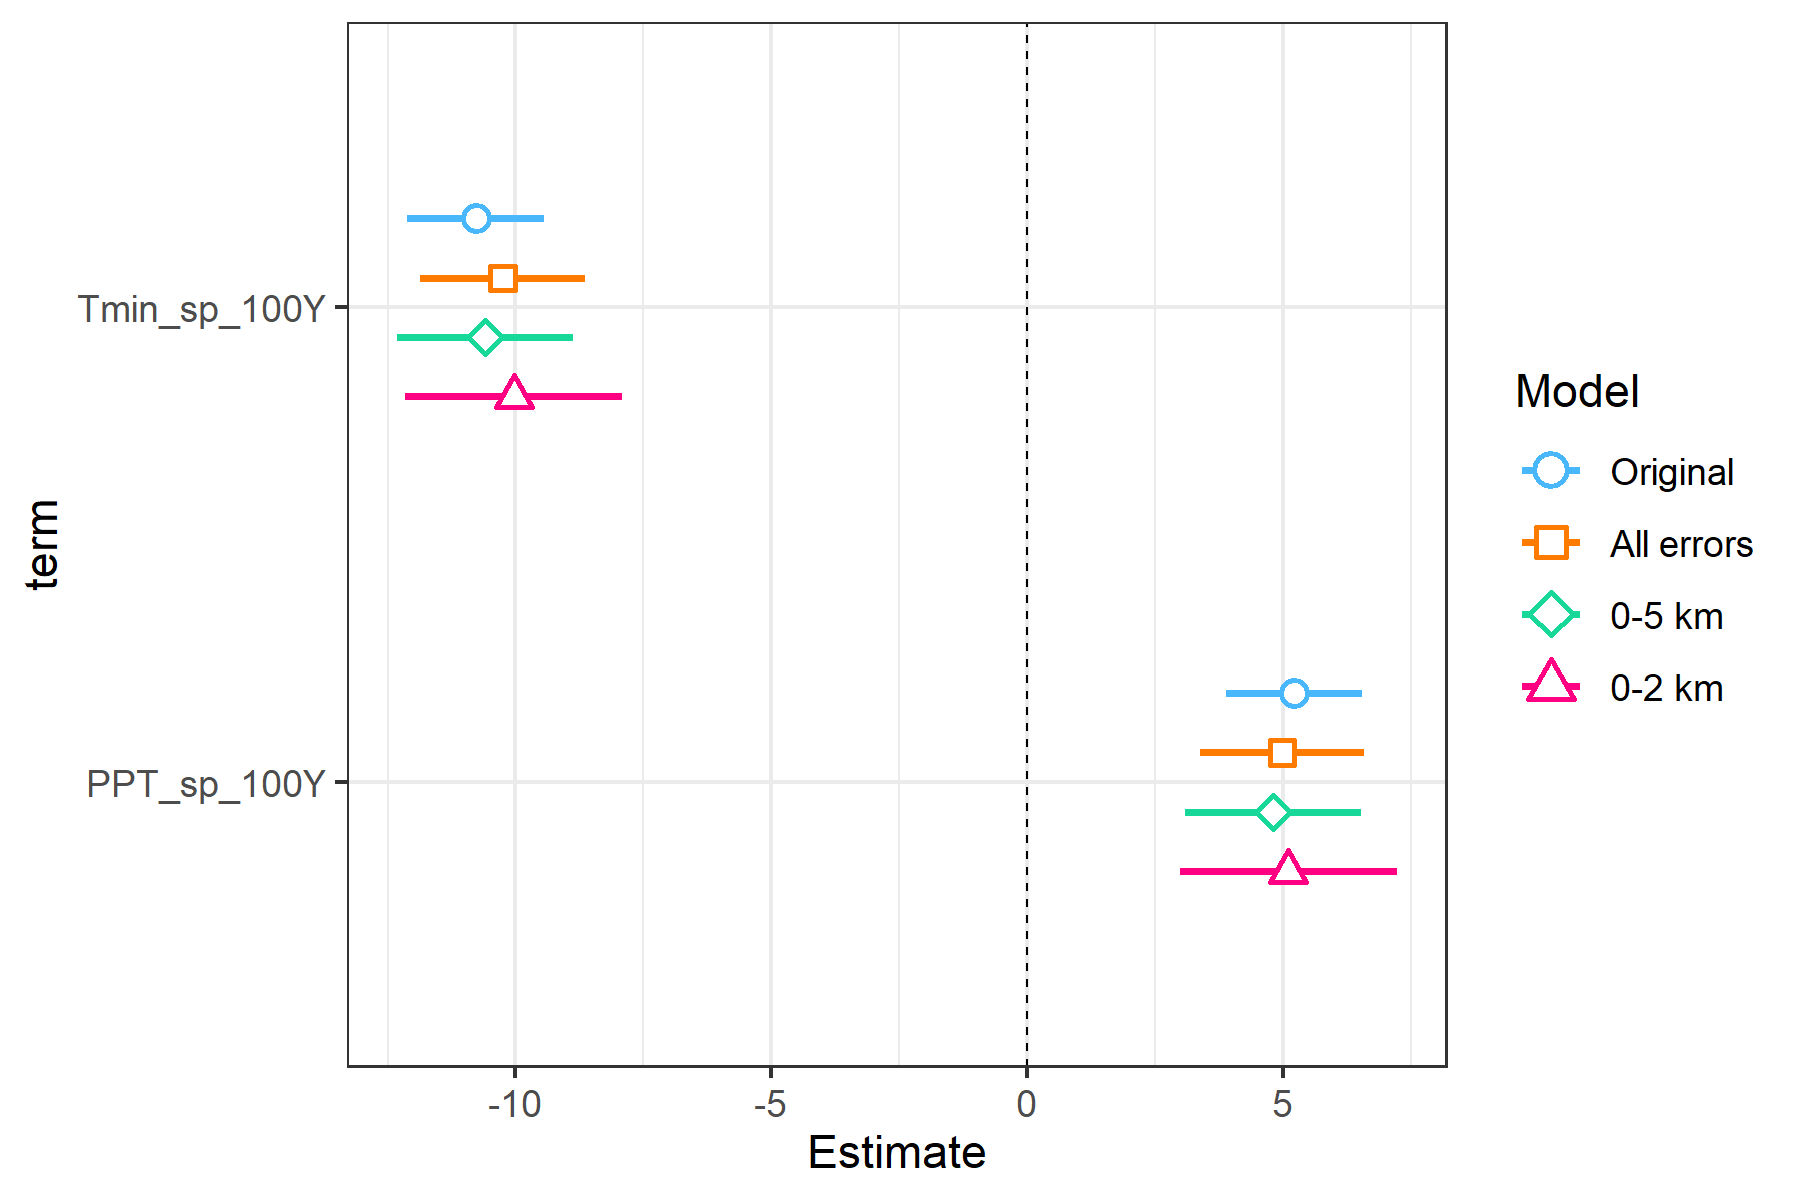 Tmin_sp_100Y
PPT_sp_100Y
term
-10
-5
0
5
Estimate
Model
Original
All errors
0-5 km
0-2 km